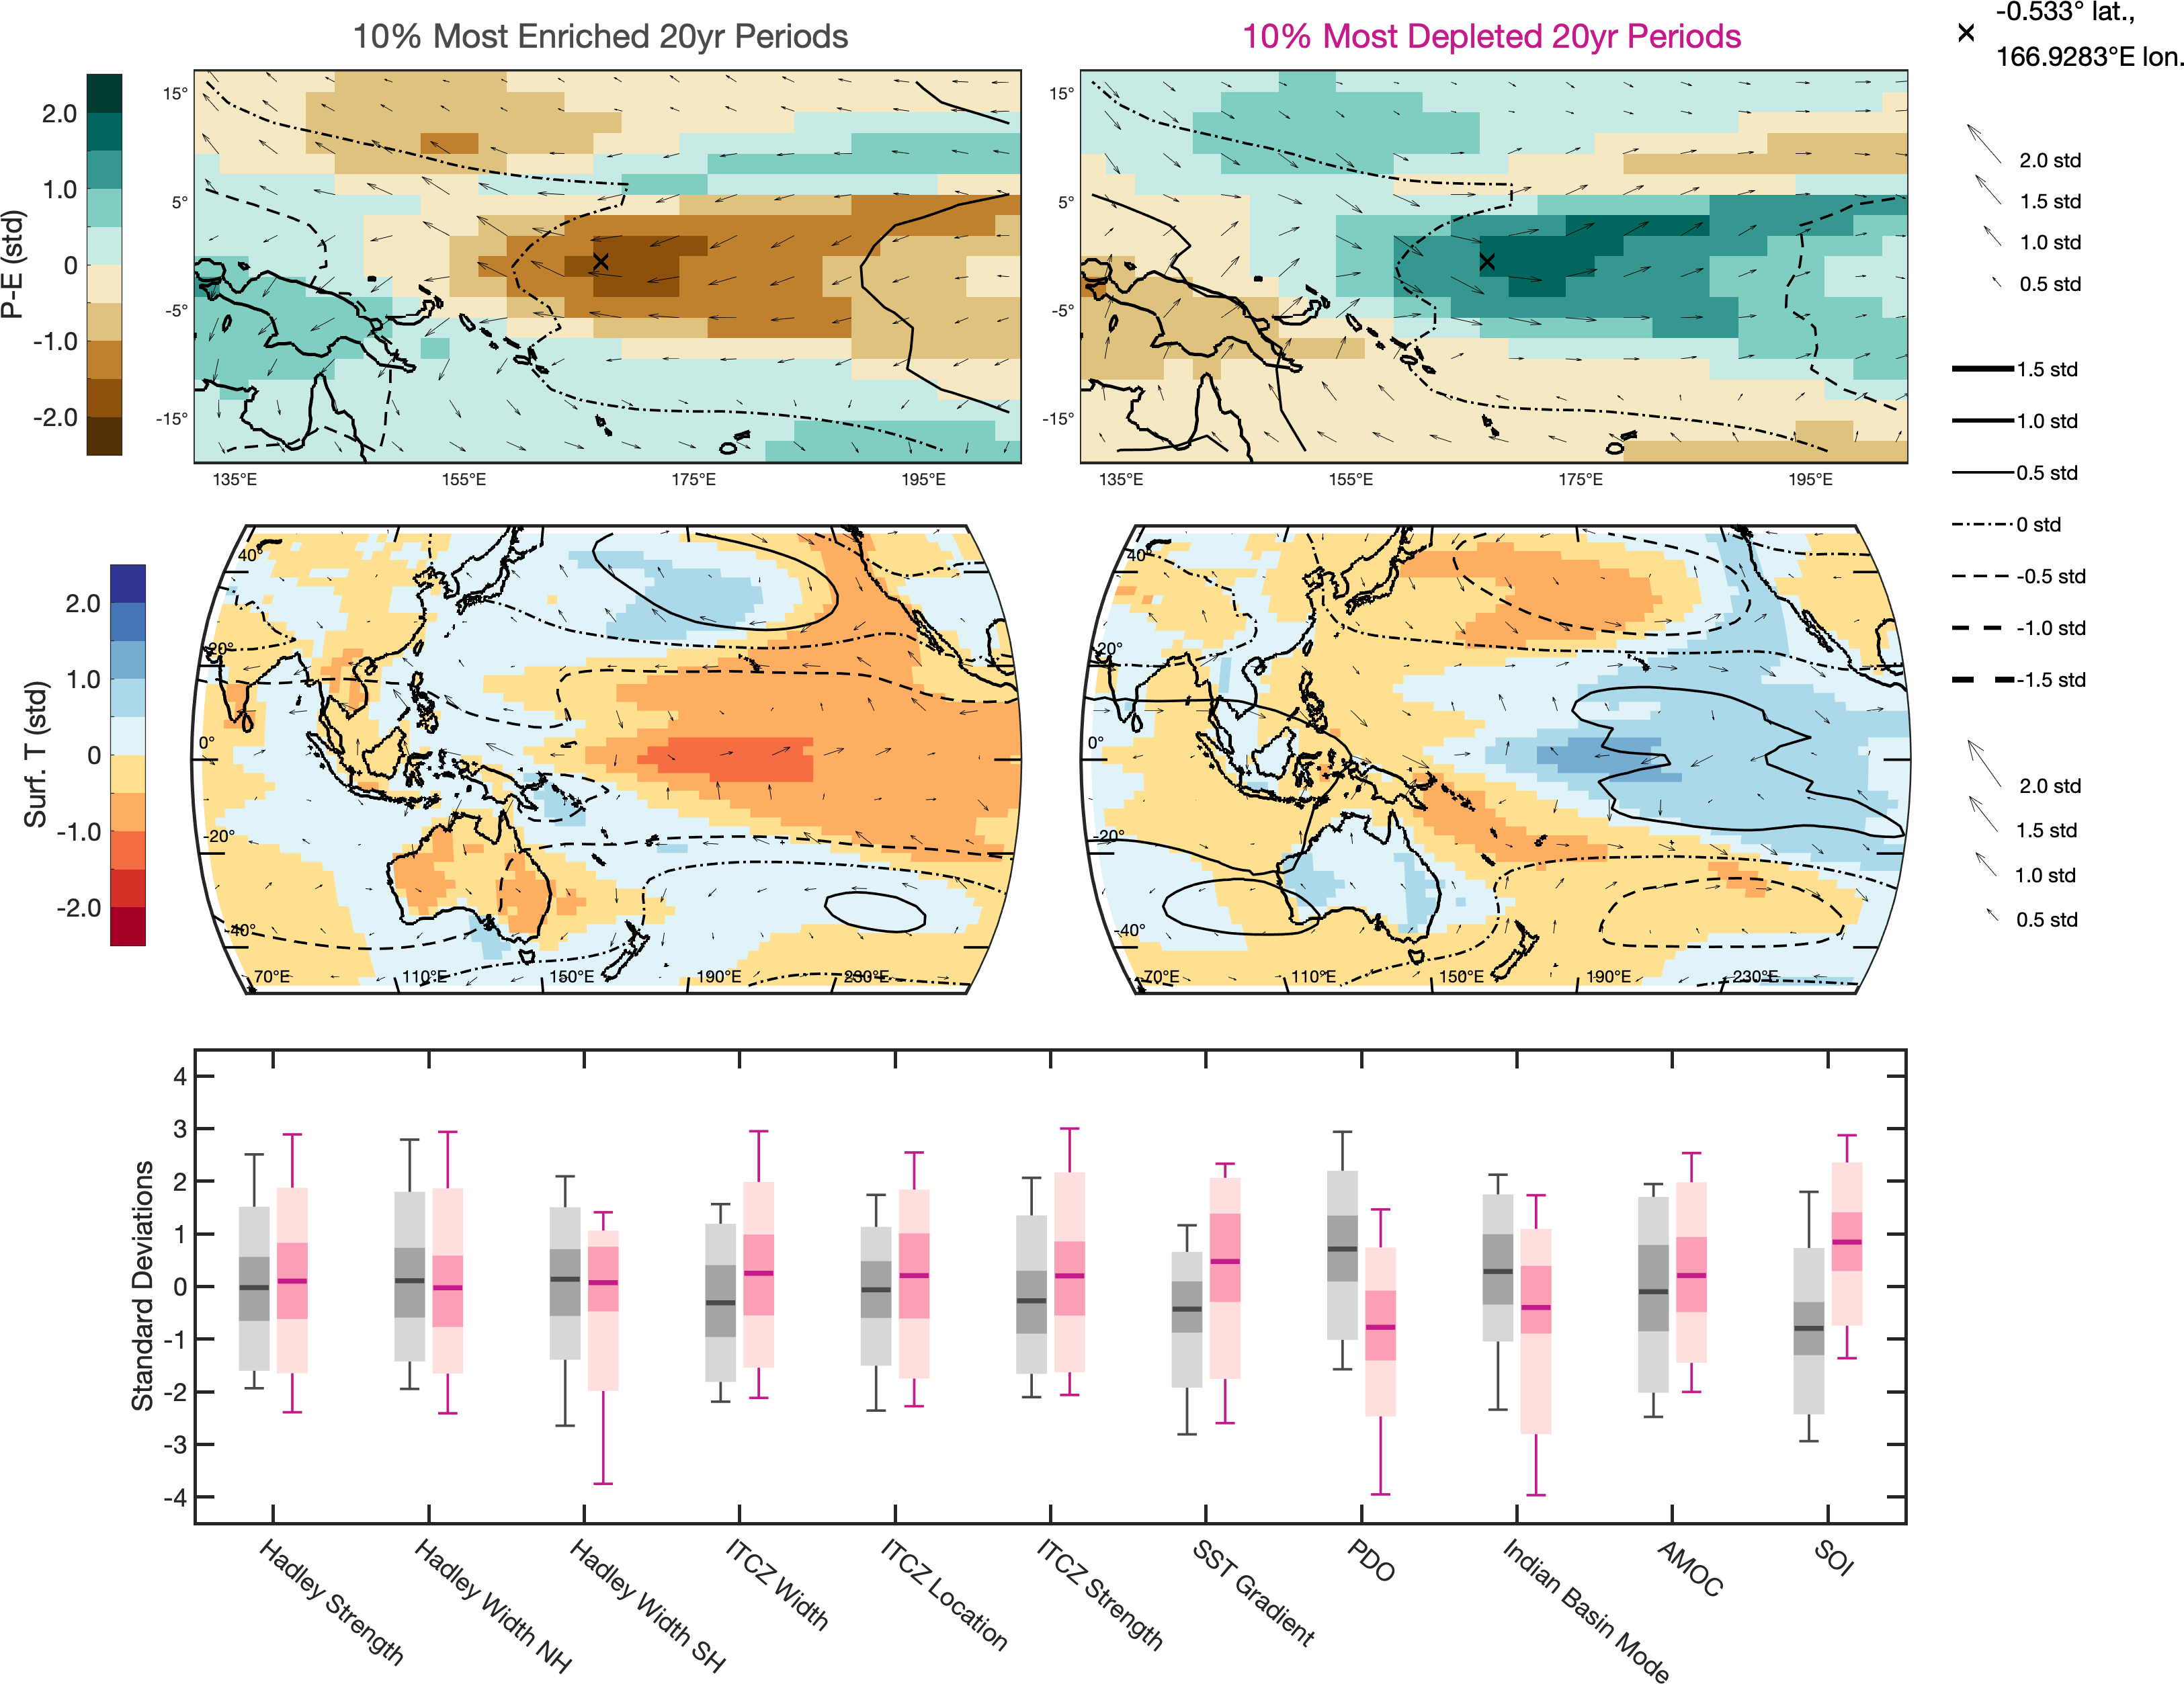 10% Most Enriched 20yr Periods
10% Most Depleted 20yr Periods
-0.533° lat.,
166.9283°E lon.
P-E (std)
2.0
1.0
0
-1.0
-2.0
15°
5°
-5°
-15°
135°E
155°E
175°E
195°E
15°
5°
-5°
-15°
135°E
155°E
175°E
195°E
2.0 std
1.5 std
1.0 std
0.5 std
1.5 std
1.0 std
0.5 std
0 std
-0.5 std
-1.0 std
-1.5 std
Surf. T (std)
2.0
1.0
0
-1.0
-2.0
40°
20°
0°
-20°
-40°
70°E
110°E
150°E
190°E
230°E
40°
20°
0°
-20°
-40°
70°E
110°E
150°E
190°E
230°E
2.0 std
1.5 std
1.0 std
0.5 std
Standard Deviations
4
3
2
1
0
-1
-2
-3
-4
Hadley Strength
Hadley Width NH
Hadley Width SH
ITCZ Width
ITCZ Location
ITCZ Strength
SST Gradient
PDO
Indian Basin Mode
AMOC
SOI